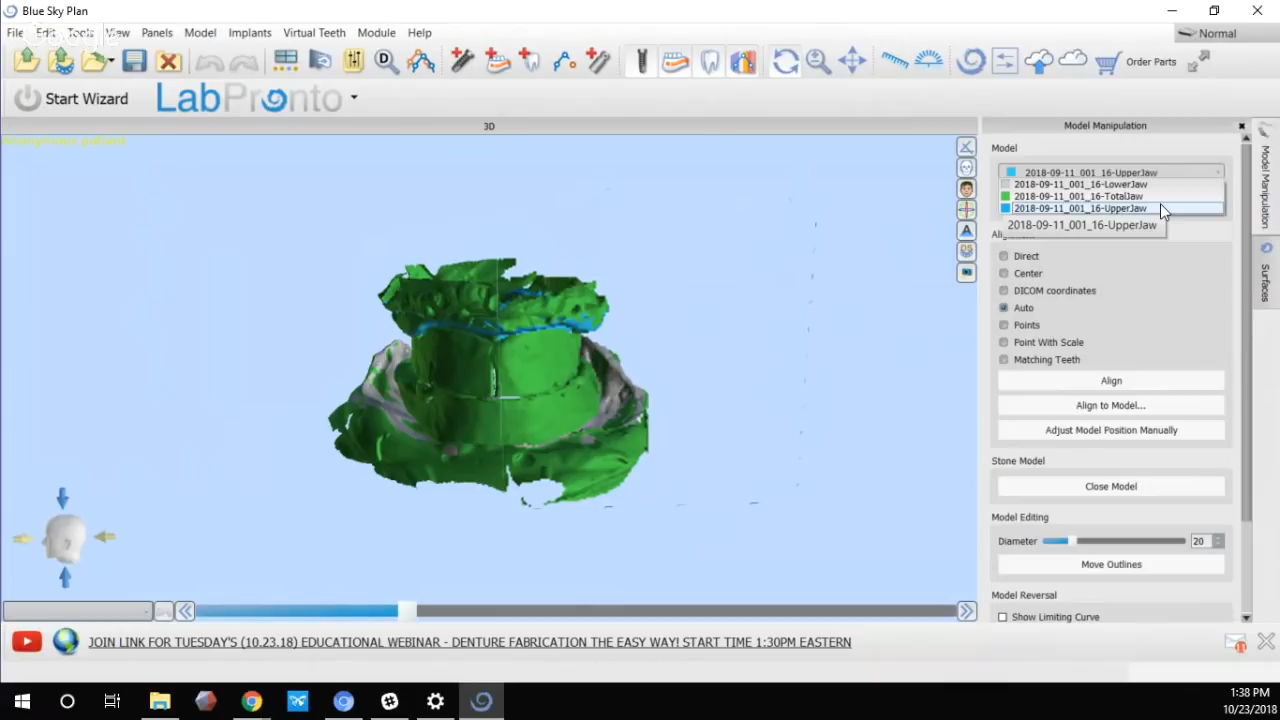 Blue Sky Plan
File Edit Tools View Panels Model Implants Virtual Teeth Module Help
Normal
D
Order Parts
Start Wizard
LabPronto
3D
Model Manipulation
Anonymous patient
Model
2018-09-11_001_16-UpperJaw
2018-09-11_001_16-LowerJaw
2018-09-11_001_16-TotalJaw
2018-09-11_001_16-UpperJaw
2018-09-11_001_16-UpperJaw
Direct
Center
DICOM coordinates
Auto
Points
Point With Scale
Matching Teeth
Align
Align to Model...
Adjust Model Position Manually
Stone Model
Close Model
Model Editing
Diameter 20
Move Outlines
Model Reversal
Show Limiting Curve
Model Manipulation
Surfaces
JOIN LINK FOR TUESDAY'S (10.23.18) EDUCATIONAL WEBINAR - DENTURE FABRICATION THE EASY WAY! START TIME 1:30PM EASTERN
1:38 PM
10/23/2018